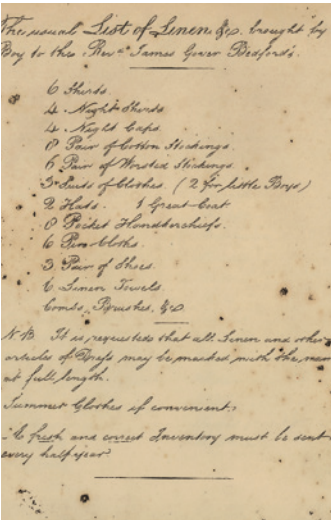 The usual List of Linen, &c. brought by
Boy to the Revd. James Gover Bedford's.
6 Shirts.
4 Night Shirts
4 Night Caps.
8 Pair of Cotton Stockings.
6 Pair of Worsted Stockings.
3 Suits of Clothes. (2 for little Boys)
2 Hats. 1 Great-Coat
8 Pocket Handkerchiefs.
6 Pin-Cloths.
3 Pair of Shoes.
6 Linen Towels.
Combs, Brushes, &c
N.B. It is requested that all Linen and other
articles of Dress may be marked with the
at full length.
Summer Clothes if convenient.
A fresh and correct Inventory must be sent
every half year